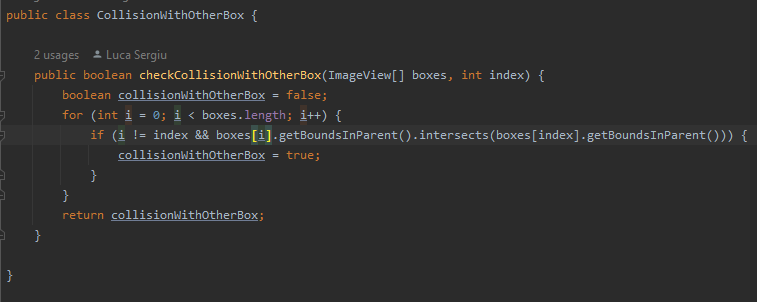 public class CollisionWithOtherBox {
2 usages Luca Sergiu
public boolean checkCollisionWithOtherBox(ImageView[] boxes, int index) {
boolean collisionWithOtherBox = false;
for (int i = 0; i < boxes.length; i++) {
if (i != index && boxes[i].getBoundsInParent().intersects(boxes[index].getBoundsInParent())) {
collisionWithOtherBox = true;
}
}
return collisionWithOtherBox;
}
}